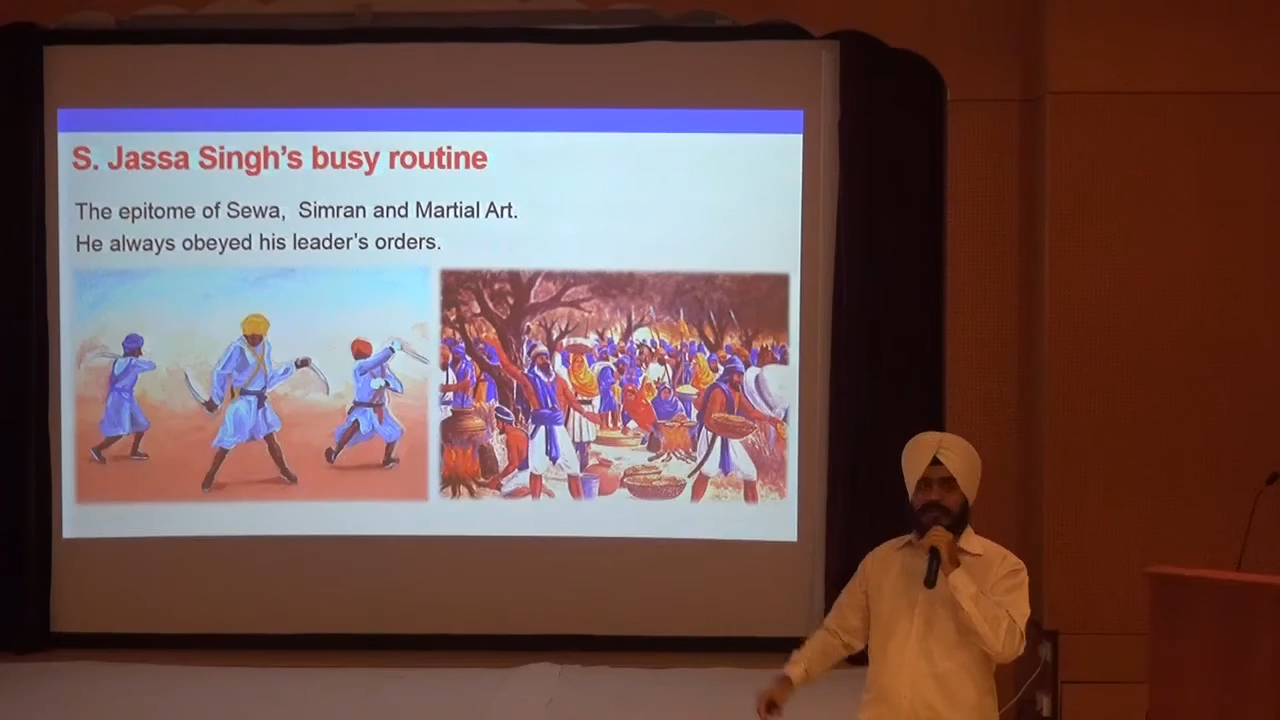 S. Jassa Singh's busy routine
The epitome of Sewa, Simran and Martial Art.
He always obeyed his leader's orders.